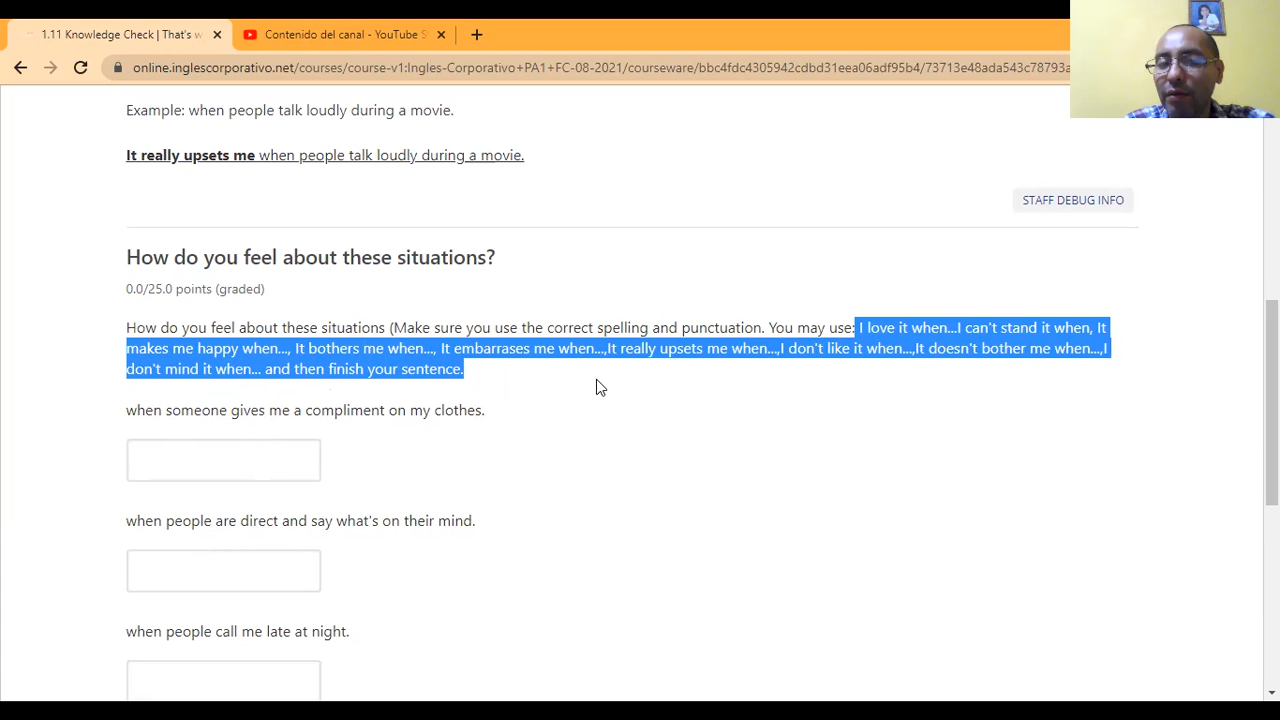 1.11 Knowledge Check | That's w
Contenido del canal - YouTube S
online.inglescorporativo.net/courses/course-v1:Ingles-Corporativo+PA1+FC-08-2021/courseware/bbc4fdc4305942cdbd31eea06adf95b4/73713e48ada543c78793a
Example: when people talk loudly during a movie.
It really upsets me when people talk loudly during a movie.
STAFF DEBUG INFO
How do you feel about these situations?
0.0/25.0 points (graded)
How do you feel about these situations (Make sure you use the correct spelling and punctuation. You may use: I love it when...I can't stand it when, It
makes me happy when..., It bothers me when..., It embarrases me when...,It really upsets me when...,I don't like it when...,It doesn't bother me when...,I
don't mind it when... and then finish your sentence.
when someone gives me a compliment on my clothes.
when people are direct and say what's on their mind.
when people call me late at night.